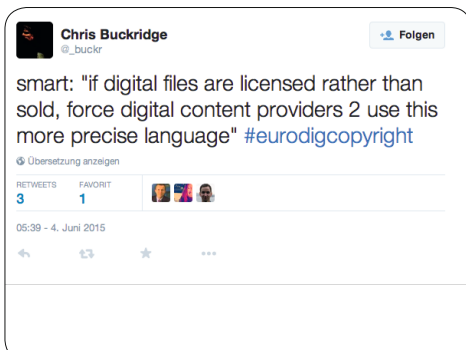 Chris Buckridge
@_buckr
Folgen
smart: "if digital files are licensed rather than
sold, force digital content providers 2 use this
more precise language" #eurodigcopyright
Übersetzung anzeigen
RETWEETS FAVORIT
3 1
05:39 - 4. Juni 2015